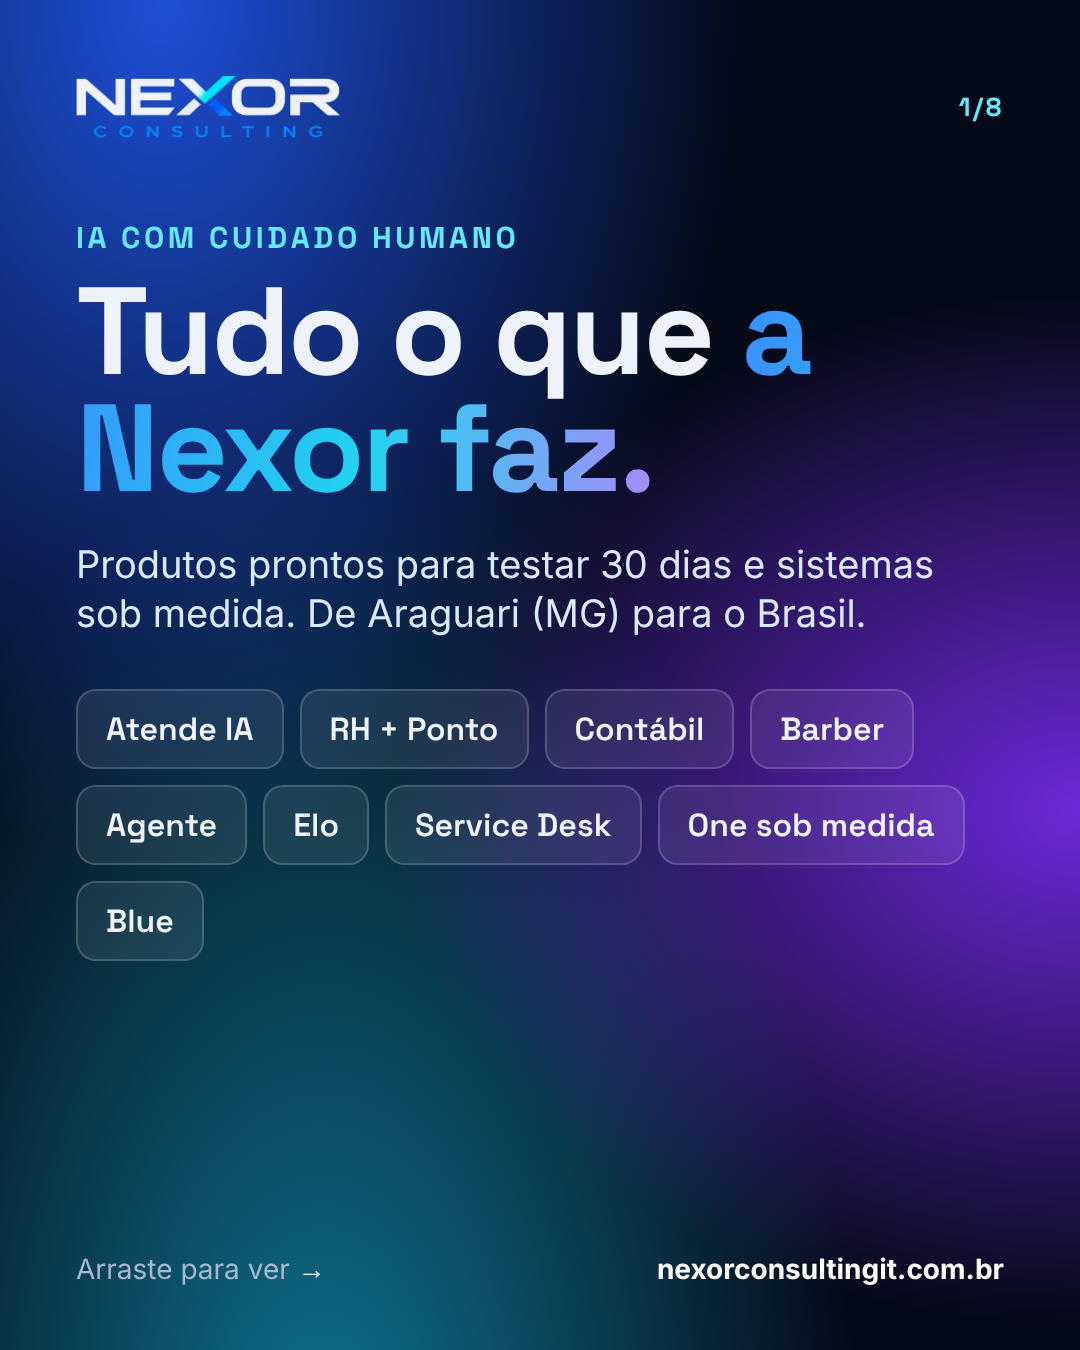 NEXOR
CONSULTING
1/8
IA COM CUIDADO HUMANO
Tudo o que a
Nexor faz.
Produtos prontos para testar 30 dias e sistemas
sob medida. De Araguari (MG) para o Brasil.
Atende IA
RH + Ponto
Contábil
Barber
Agente
Elo
Service Desk
One sob medida
Blue
Arraste para ver →
nexorconsultingit.com.br